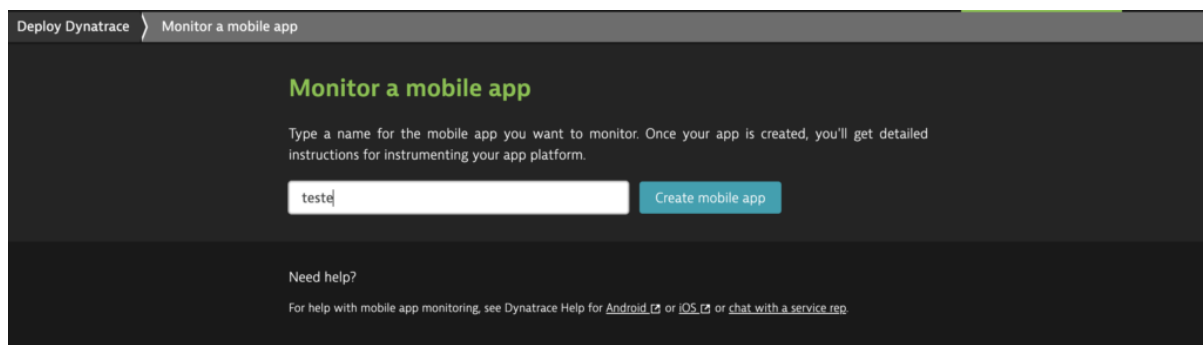 Deploy Dynatrace Monitor a mobile app
Monitor a mobile app
Type a name for the mobile app you want to monitor. Once your app is created, you'll get detailed
instructions for instrumenting your app platform.
teste Create mobile app
Need help?
For help with mobile app monitoring, see Dynatrace Help for Android or iOS or chat with a service rep.